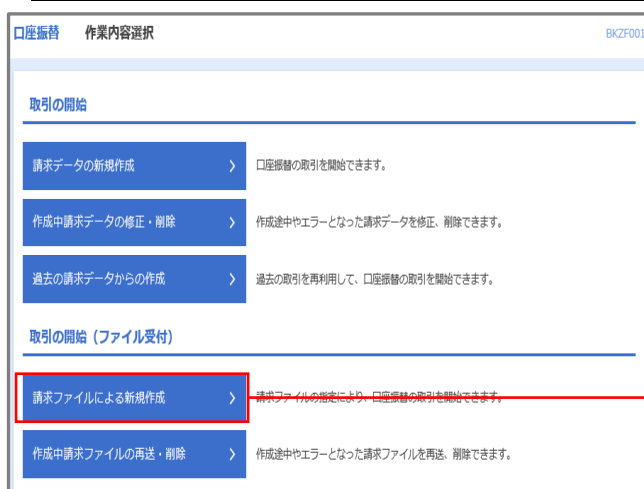 口座振替 作業内容選択 BKZF001
取引の開始
請求データの新規作成 口座振替の取引を開始できます。
作成中請求データの修正・削除 作成途中やエラーとなった請求データを修正、削除できます。
過去の請求データからの作成 過去の取引を再利用して、口座振替の取引を開始できます。
取引の開始（ファイル受付）
請求ファイルによる新規作成 請求ファイルの指定により、口座振替の取引を開始できます。
作成中請求ファイルの再送・削除 作成途中やエラーとなった請求ファイルを再送、削除できます。